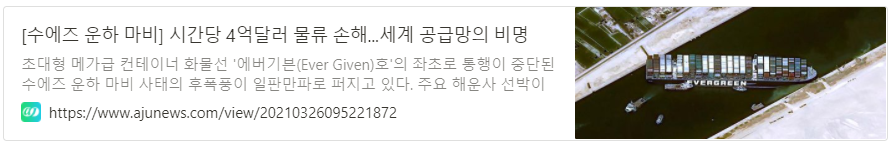 [수에즈 운하 마비] 시간당 4억달러 물류 손해...세계 공급망의 비명
초대형 메가급 컨테이너 화물선 '에버기븐(Ever Given)호'의 좌초로 통행이 중단된
수에즈 운하 마비 사태의 후폭풍이 일판만파로 퍼지고 있다. 주요 해운사 선박이
https://www.ajunews.com/view/20210326095221872
EVERGREEN